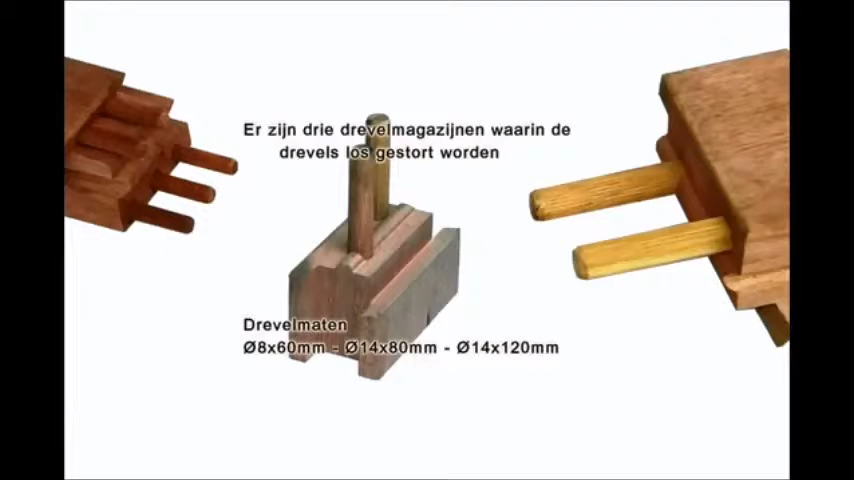 Er zijn drie drevelmagazijnen waarin de
drevels los gestort worden
Drevelmaten
Ø8x60mm - Ø14x80mm - Ø14x120mm